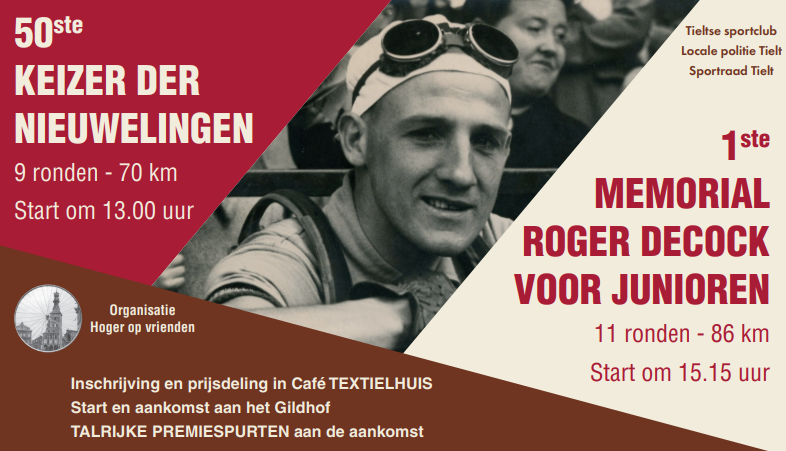 50ste
KEIZER DER
NIEUWELINGEN
9 ronden - 70 km
Start om 13.00 uur
Tieltse sportclub
Locale politie Tielt
Sportraad Tielt
1ste
MEMORIAL
ROGER DECOCK
VOOR JUNIOREN
11 ronden - 86 km
Start om 15.15 uur
Organisatie
Hoger op vrienden
Inschrijving en prijsdeling in Café TEXTIELHUIS
Start en aankomst aan het Gildhof
TALRIJKE PREMIESPURTEN aan de aankomst